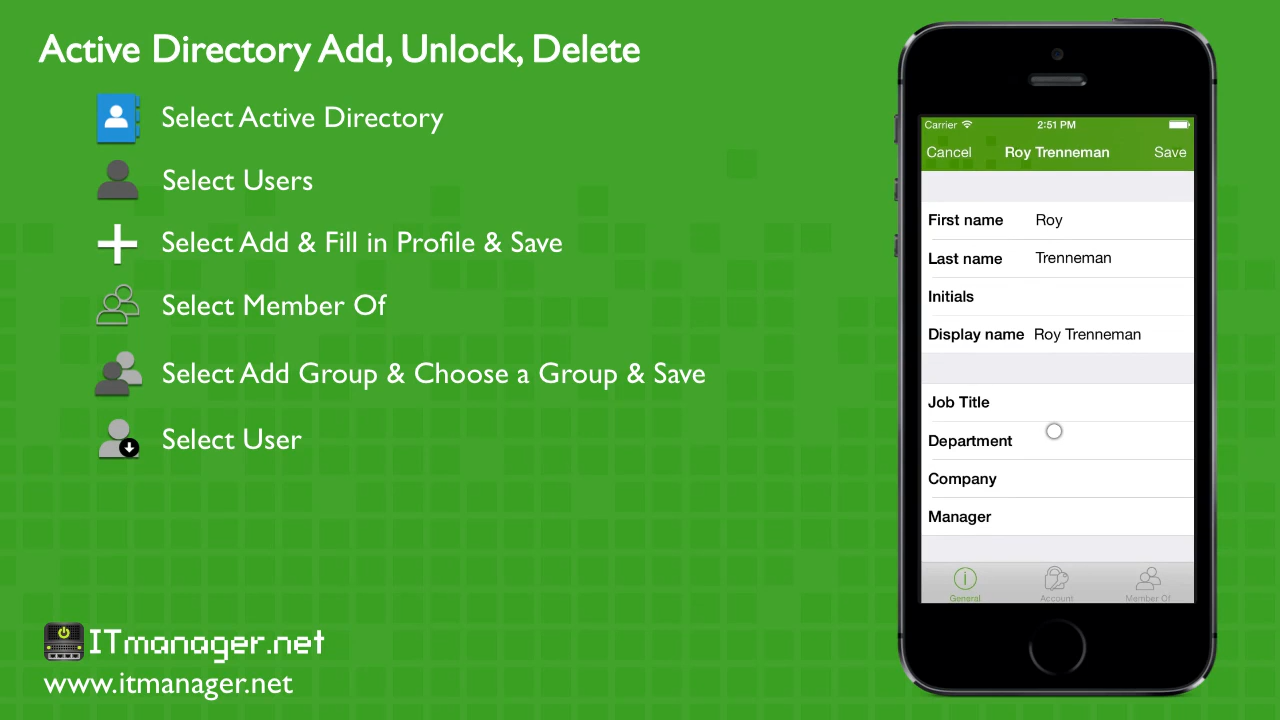 Active Directory Add, Unlock, Delete
Select Active Directory
Select Users
Select Add & Fill in Profile & Save
Select Member Of
Select Add Group & Choose a Group & Save
Select User
ITmanager.net
www.itmanager.net
Carrier 2:51 PM
Cancel Roy Trenneman Save
First name Roy
Last name Trenneman
Initials
Display name Roy Trenneman
Job Title
Department
Company
Manager
General Account Member Of